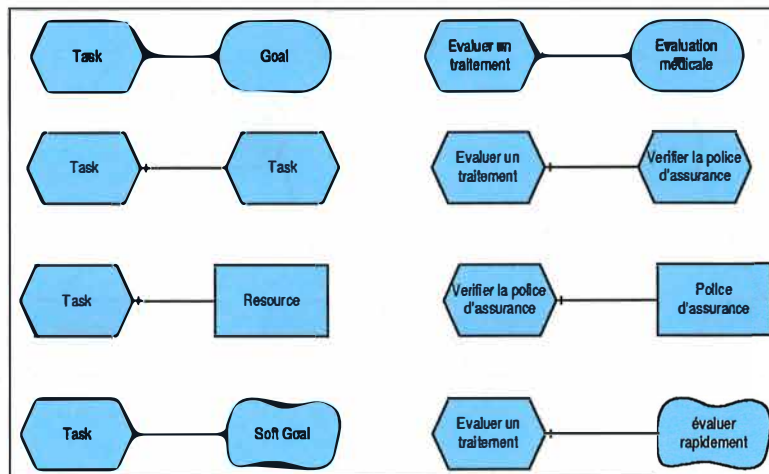 Task
Goal
Evaluer un
traitement
Evaluation
médicale
Task
Task
Evaluer un
traitement
Verifier la police
d'assurance
Task
Resource
Verifier la police
d'assurance
Police
d'assurance
Task
Soft Goal
Evaluer un
traitement
évaluer
rapidement